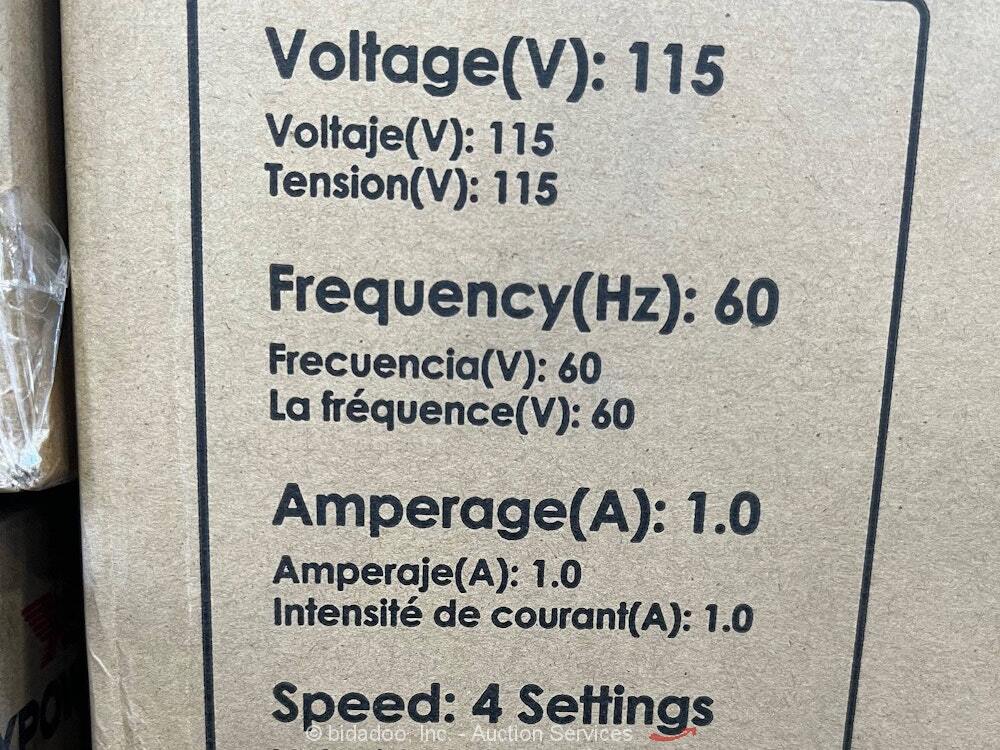 Voltage(V): 115
Voltaje(V): 115
Tension(V): 115
Frequency(Hz): 60
Frecuencia(V): 60
La fréquence(V): 60
Amperage(A): 1.0
Amperaje(A): 1.0
Intensité de courant(A): 1.0
Speed: 4 Settings
© bidadoo, Inc. - Auction Services